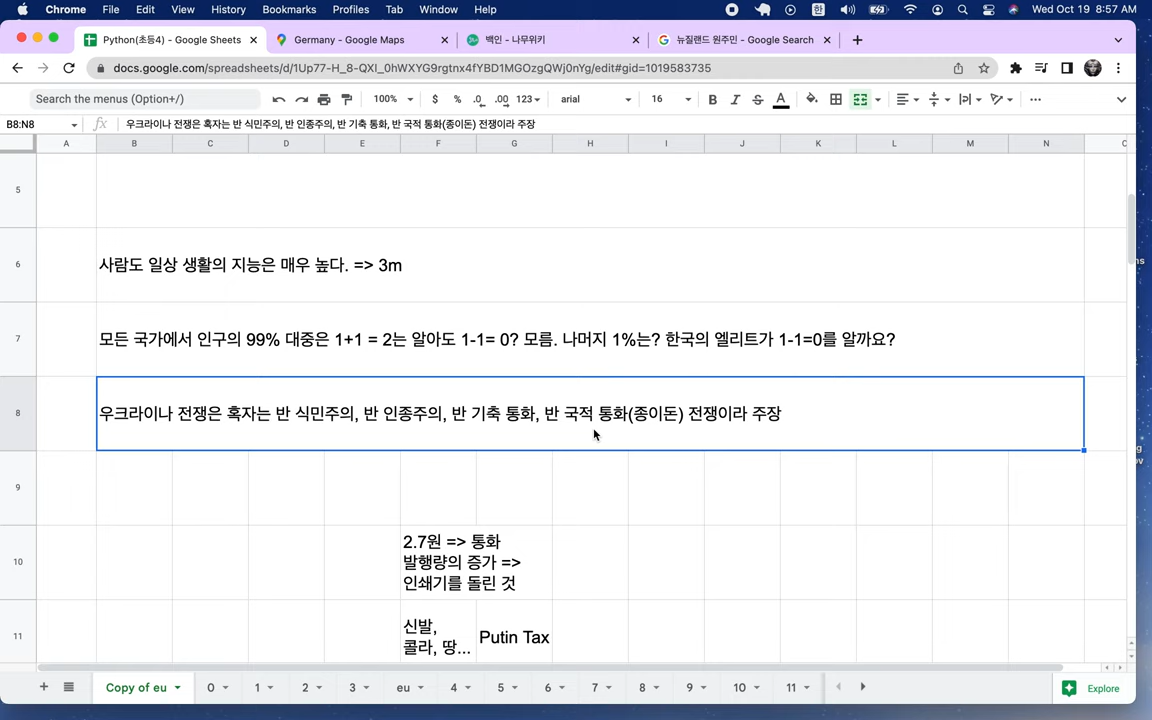 Chrome File Edit View History Bookmarks Profiles Tab Window Help 한 Wed Oct 19 8:57 AM
Python(초등4) - Google Sheets Germany - Google Maps 백인 - 나무위키 뉴질랜드 원주민 - Google Search
docs.google.com/spreadsheets/d/1Up77-H_8-QXI_0hWXYG9rgtnx4fYBD1MGOzgQWj0nYg/edit#gid=1019583735
Search the menus (Option+/) 100% $ % .0 .00 123 arial 16 B I S A
B8:N8 fx 우크라이나 전쟁은 혹자는 반 식민주의, 반 인종주의, 반 기축 통화, 반 국적 통화(종이돈) 전쟁이라 주장
A B C D E F G H I J K L M N
5
6 사람도 일상 생활의 지능은 매우 높다. => 3m
7 모든 국가에서 인구의 99% 대중은 1+1 = 2는 알아도 1-1= 0? 모름. 나머지 1%는? 한국의 엘리트가 1-1=0를 알까요?
8 우크라이나 전쟁은 혹자는 반 식민주의, 반 인종주의, 반 기축 통화, 반 국적 통화(종이돈) 전쟁이라 주장
9
2.7원 => 통화
10 발행량의 증가 =>
인쇄기를 돌린 것
신발,
11 콜라, 땅... Putin Tax
+ Copy of eu 0 1 2 3 eu 4 5 6 7 8 9 10 11 Explore